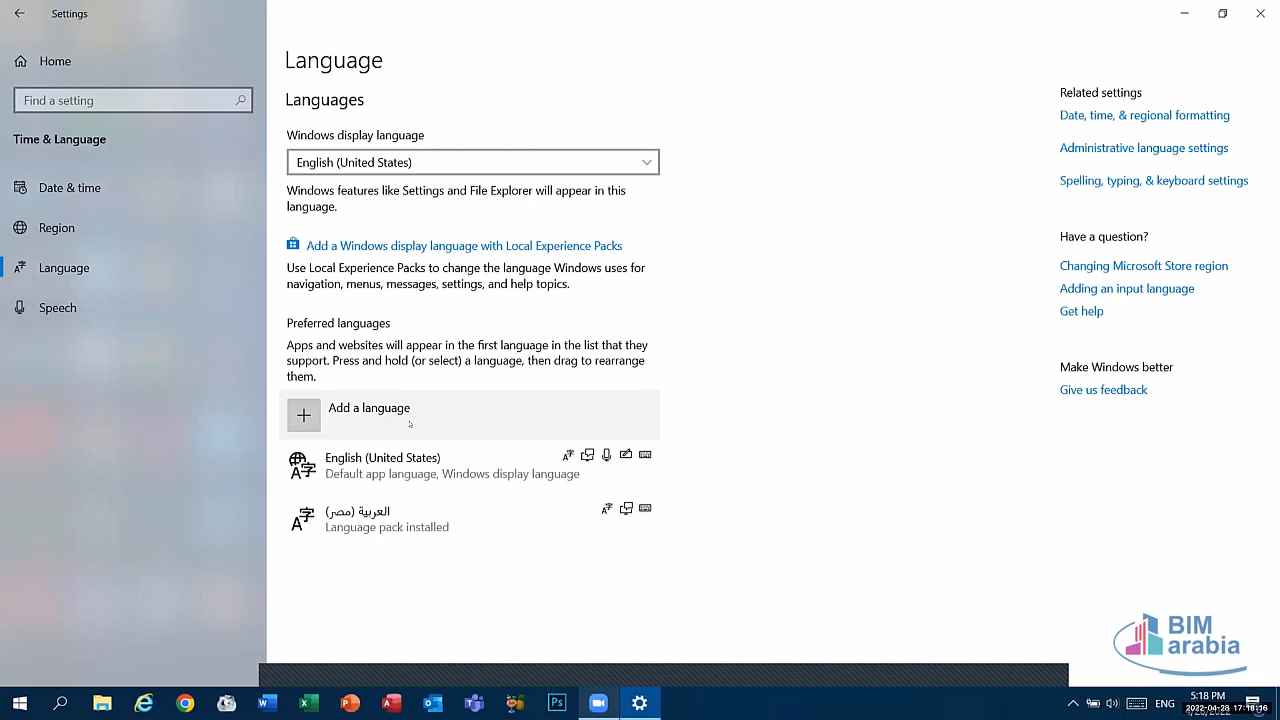 Settings
Home
Find a setting
Time & Language
Date & time
Region
Language
Speech
Language
Languages
Windows display language
English (United States)
Windows features like Settings and File Explorer will appear in this
language.
Add a Windows display language with Local Experience Packs
Use Local Experience Packs to change the language Windows uses for
navigation, menus, messages, settings, and help topics.
Preferred languages
Apps and websites will appear in the first language in the list that they
support. Press and hold (or select) a language, then drag to rearrange
them.
Add a language
English (United States)
Default app language, Windows display language
العربية (مصر)
Language pack installed
Related settings
Date, time, & regional formatting
Administrative language settings
Spelling, typing, & keyboard settings
Have a question?
Changing Microsoft Store region
Adding an input language
Get help
Make Windows better
Give us feedback
BIM
arabia
Ps
ENG
5:18 PM
2022-04-28 17:18:16